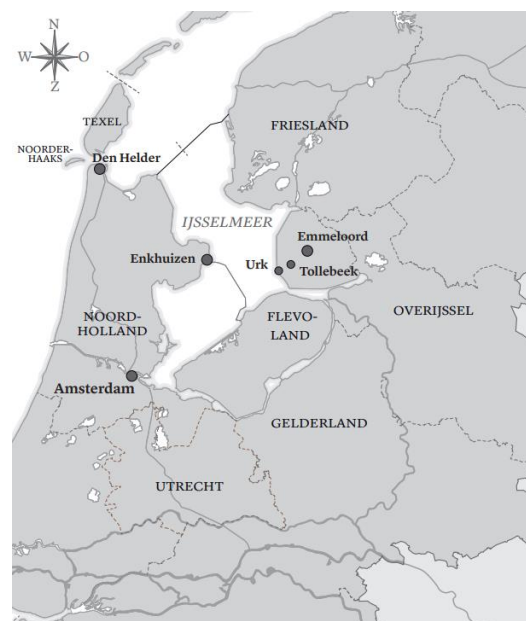 N
W O
Z
TEXEL
NOORDER-
HAAKS
Den Helder
FRIESLAND
IJSSELMEER
Emmeloord
Enkhuizen
Urk
Tollebeek
NOORD-
HOLLAND
FLEVO-
LAND
OVERIJSSEL
Amsterdam
GELDERLAND
UTRECHT